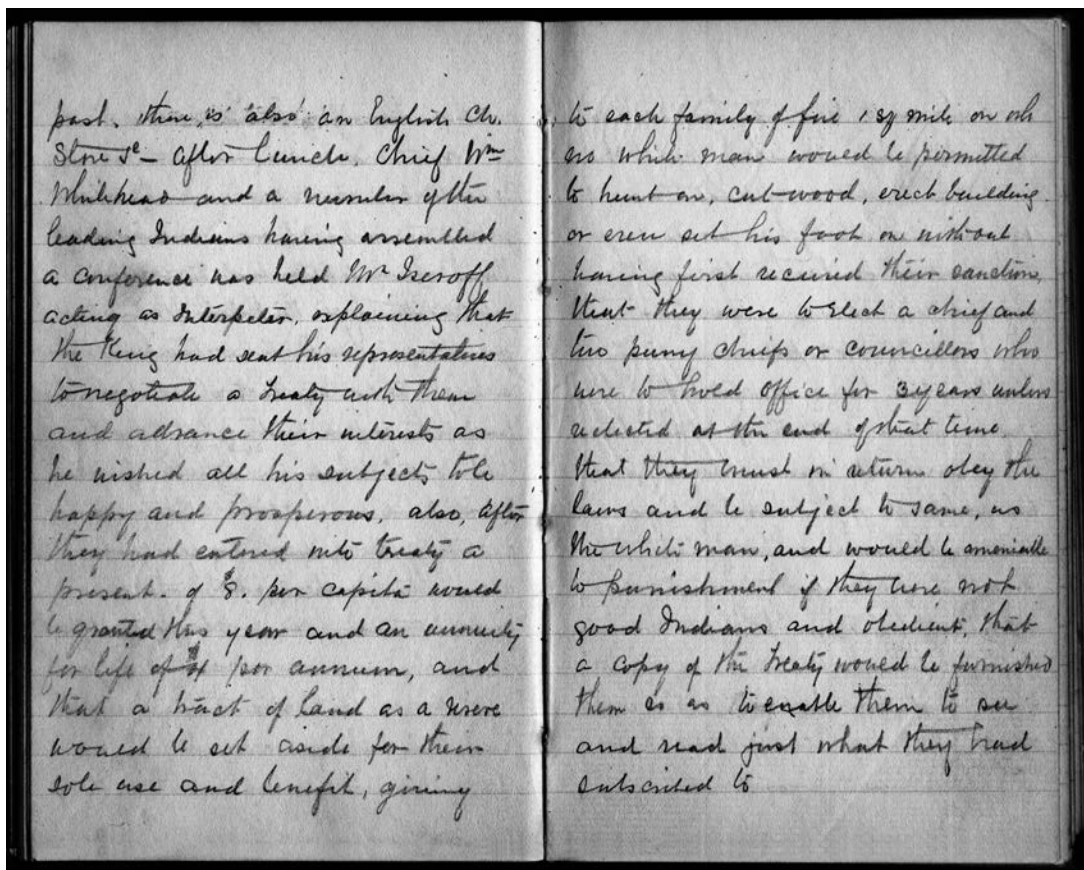 post. there is also an English Ch.
Store &c - after lunch, Chief Wm
Whitehead and a number of the
leading Indians having assembled
a conference was held Mr Iseroff
acting as Interpeter, explaining that
the King had sent his representatives
to negotiate a Treaty with them
and advance their interests as
he wished all his subjects to be
happy and prosperous. also, after
they had entered into treaty a
present. of $8. per capita would
be granted this year and an annuity
for life of $4 per annum, and
that a tract of Land as a reserve
would be set aside for their
sole use and benefit, giving
to each family of five 1 sq mile on wh
no white man would be permitted
to hunt on, cut wood, erect building
or even set his foot on without
having first secured their sanction,
that they were to Elect a chief and
two puny chiefs or councillors who
were to hold office for 3 years unless
relected at the end of that time.
that they must in return obey the
laws and be subject to same, as
the white man, and would be ameniable
to punishment if they were not
good Indians and obedient, that
a copy of the Treaty would be furnished
them so as to enable them to see
and read just what they had
subscribed to